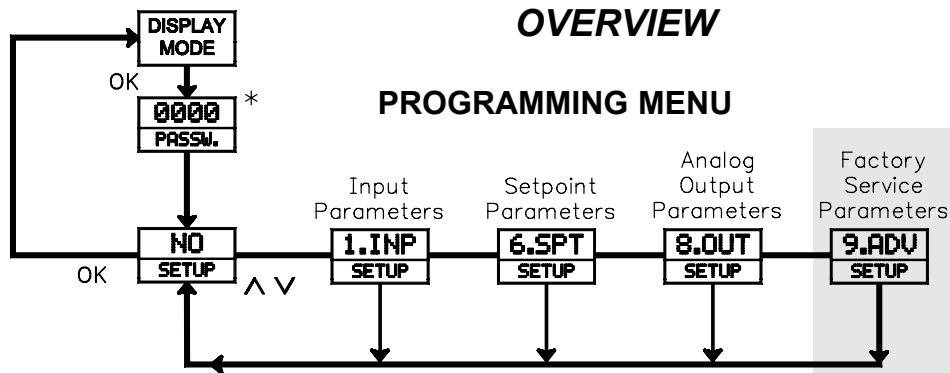 OVERVIEW
PROGRAMMING MENU
DISPLAY
MODE
OK
0000 *
PASSW.
NO
SETUP
OK
∧ ∨
Input
Parameters
1.INP
SETUP
Setpoint
Parameters
6.SPT
SETUP
Analog
Output
Parameters
8.OUT
SETUP
Factory
Service
Parameters
9.ADV
SETUP